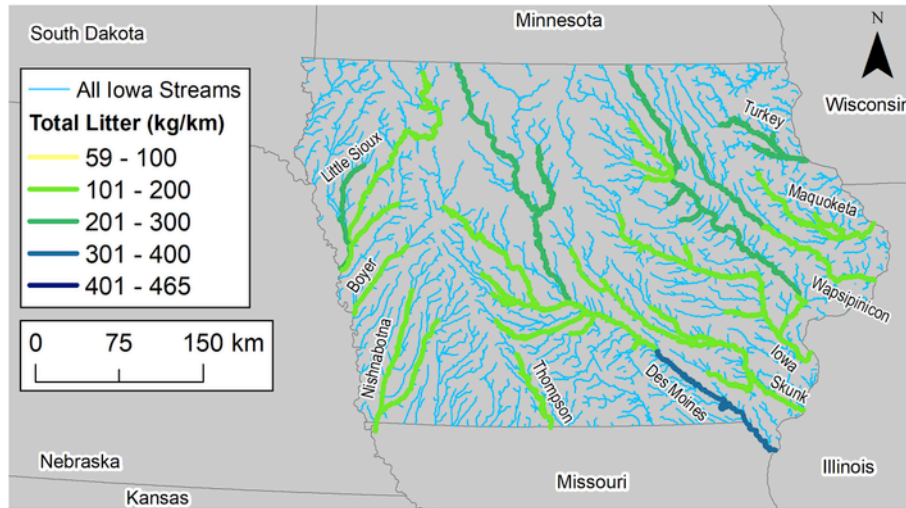 Minnesota
South Dakota
N
All Iowa Streams
Total Litter (kg/km)
59 - 100
101 - 200
201 - 300
301 - 400
401 - 465
Wisconsin
Turkey
Little Sioux
Maquoketa
Boyer
Wapsipinicon
0 75 150 km
Nishnabotna
Thompson
Des Moines
Iowa
Skunk
Nebraska
Missouri
Illinois
Kansas